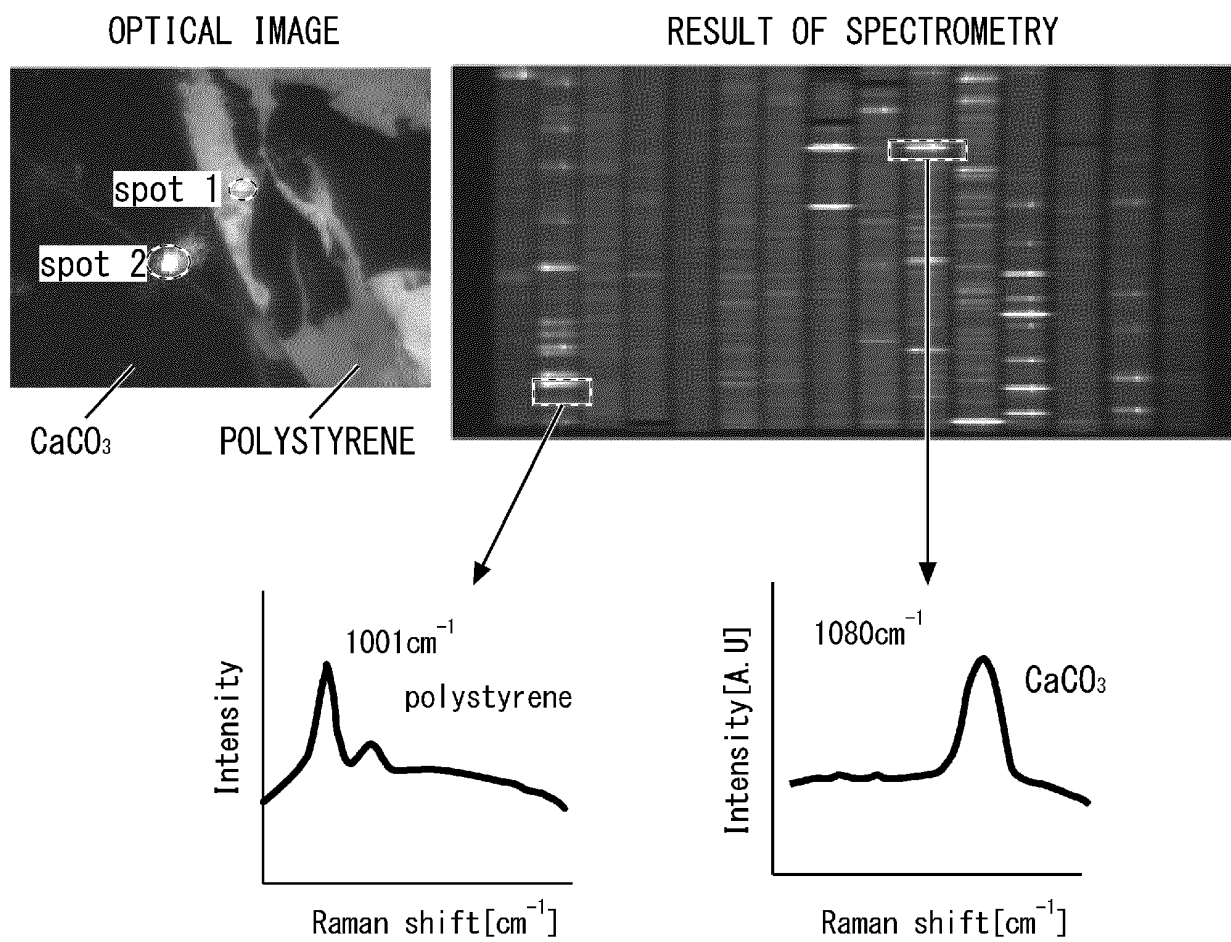 OPTICAL IMAGE
RESULT OF SPECTROMETRY
spot 1
spot 2
CaCO₃
POLYSTYRENE
1001cm⁻¹
polystyrene
Intensity
Raman shift[cm⁻¹]
1080cm⁻¹
CaCO₃
Intensity[A.U]
Raman shift[cm⁻¹]